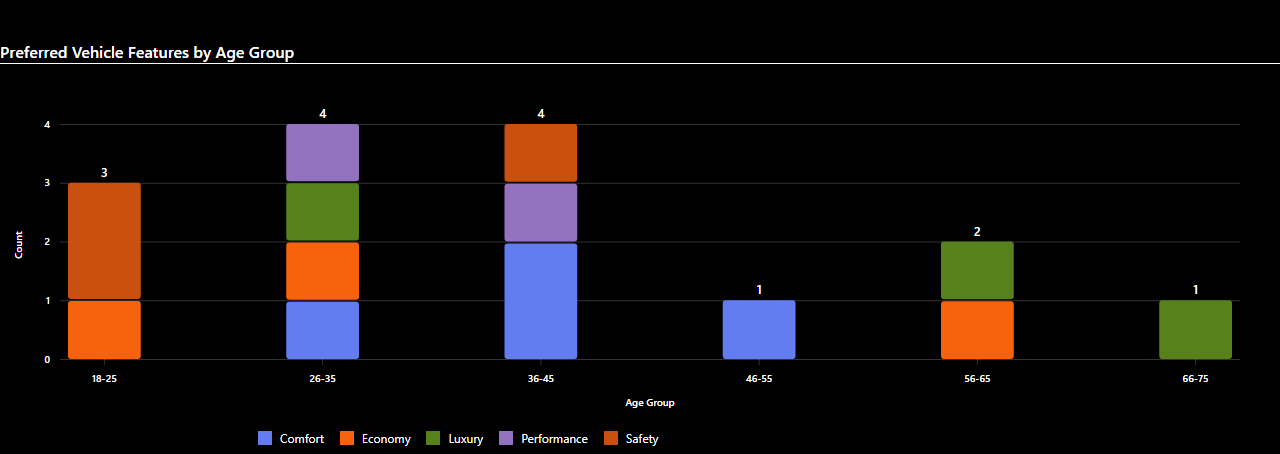 Preferred Vehicle Features by Age Group
4
4
4
3
3
2
2
1
1
1
0
Count
18-25
26-35
36-45
46-55
56-65
66-75
Age Group
Comfort
Economy
Luxury
Performance
Safety